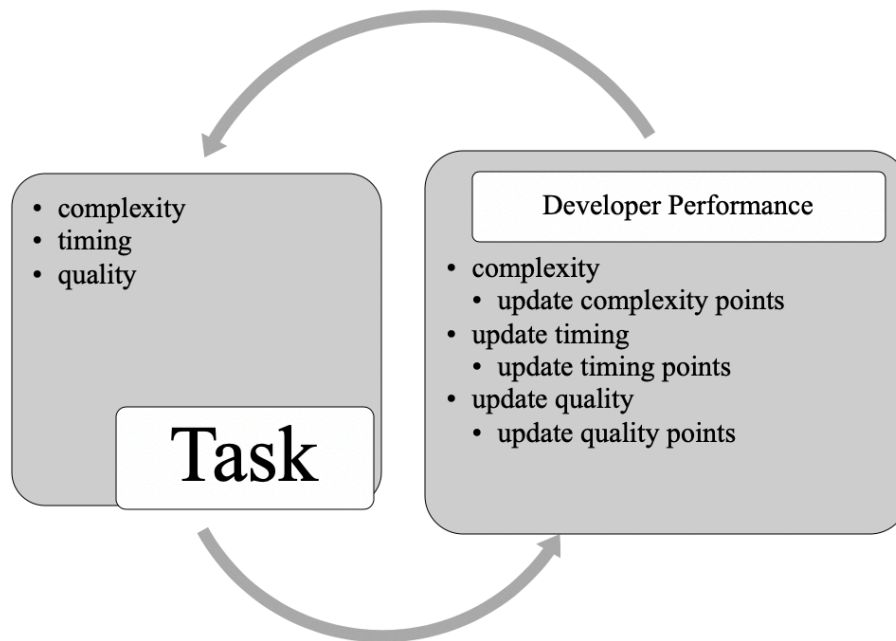 • complexity
• timing
• quality
Task
Developer Performance
• complexity
• update complexity points
• update timing
• update timing points
• update quality
• update quality points